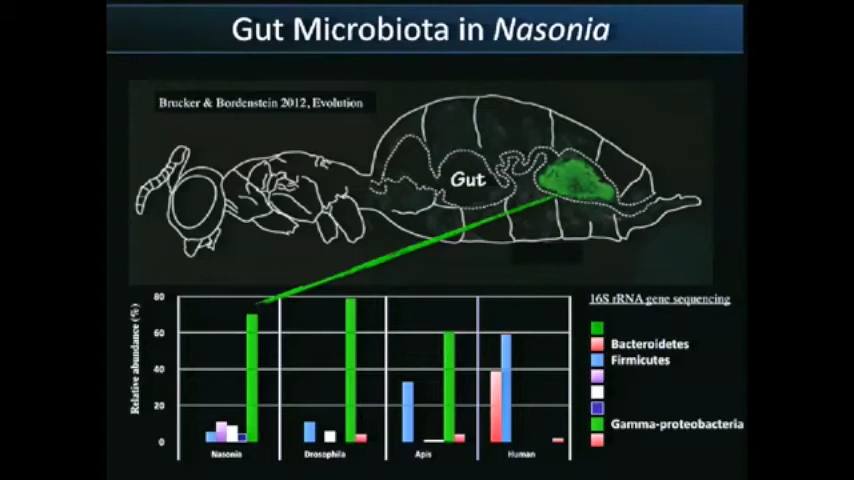 Gut Microbiota in Nasonia
Brucker & Bordenstein 2012, Evolution
Gut
80
60
40
20
0
Relative abundance (%)
Nasonia
Drosophila
Apis
Human
16S rRNA gene sequencing
Bacteroidetes
Firmicutes
Gamma-proteobacteria